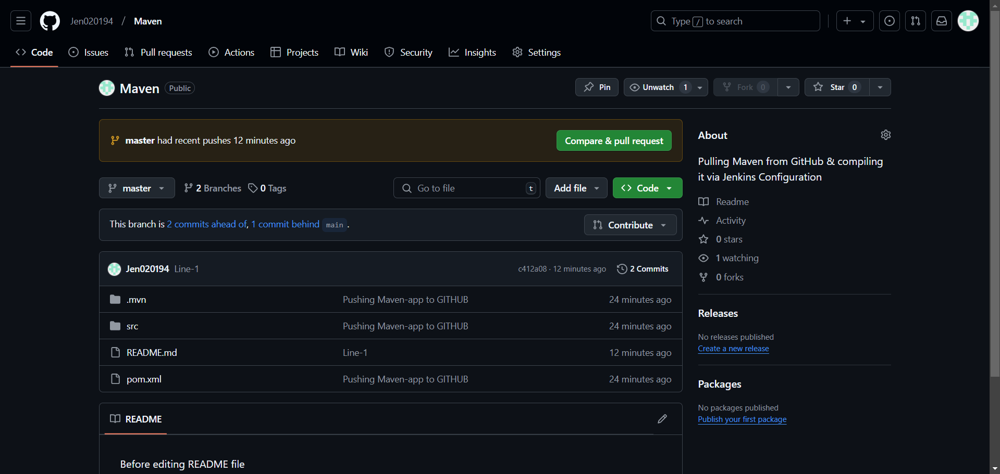 Jen020194 / Maven
Type / to search
Code Issues Pull requests Actions Projects Wiki Security Insights Settings
Maven Public
Pin Unwatch 1 Fork 0 Star 0
master had recent pushes 12 minutes ago
Compare & pull request
master 2 Branches 0 Tags
Go to file t
Add file
Code
This branch is 2 commits ahead of, 1 commit behind main.
Contribute
Jen020194 Line-1 c412a08 · 12 minutes ago 2 Commits
.mvn Pushing Maven-app to GITHUB 24 minutes ago
src Pushing Maven-app to GITHUB 24 minutes ago
README.md Line-1 12 minutes ago
pom.xml Pushing Maven-app to GITHUB 24 minutes ago
README
Before editing README file
About
Pulling Maven from GitHub & compiling
it via Jenkins Configuration
Readme
Activity
0 stars
1 watching
0 forks
Releases
No releases published
Create a new release
Packages
No packages published
Publish your first package